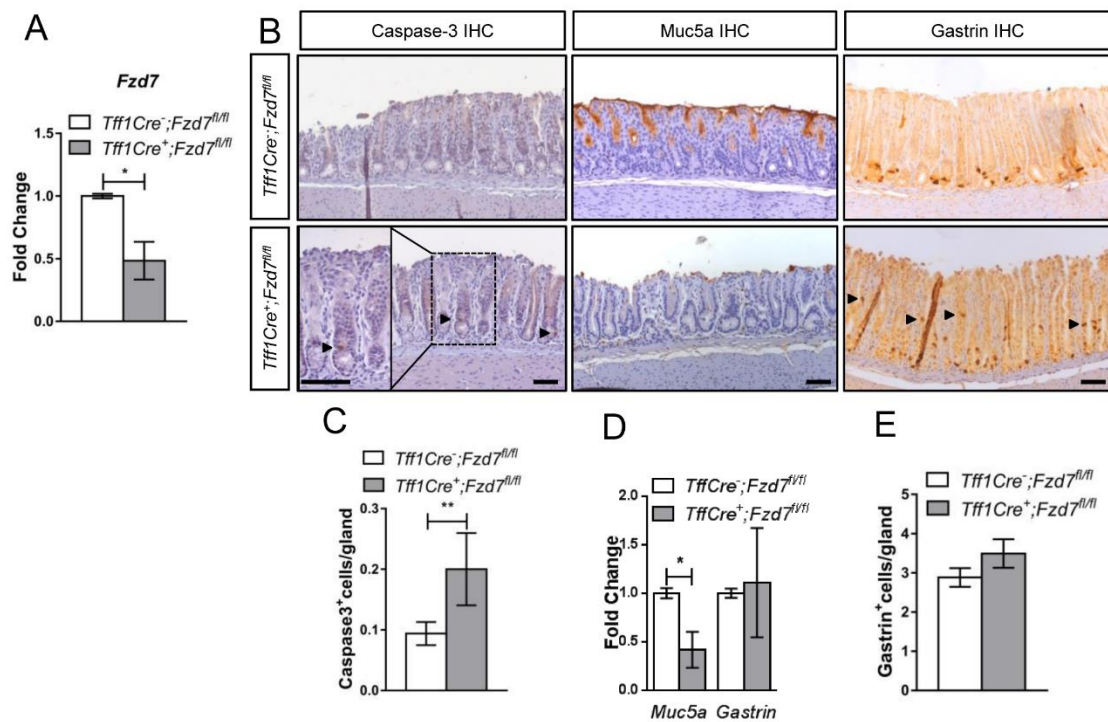 A
Fzd7
Tff1Cre-;Fzd7fl/fl
Tff1Cre+;Fzd7fl/fl
*
Fold Change
1.5
1.0
0.5
0.0
B
Caspase-3 IHC
Muc5a IHC
Gastrin IHC
Tff1Cre-;Fzd7fl/fl
Tff1Cre+;Fzd7fl/fl
C
Tff1Cre-;Fzd7fl/fl
Tff1Cre+;Fzd7fl/fl
**
Caspase3+cells/gland
0.3
0.2
0.1
0.0
D
TffCre-;Fzd7fl/fl
TffCre+;Fzd7fl/fl
*
Fold Change
2.0
1.5
1.0
0.5
0.0
Muc5a Gastrin
E
Tff1Cre-;Fzd7fl/fl
Tff1Cre+;Fzd7fl/fl
Gastrin+cells/gland
5
4
3
2
1
0